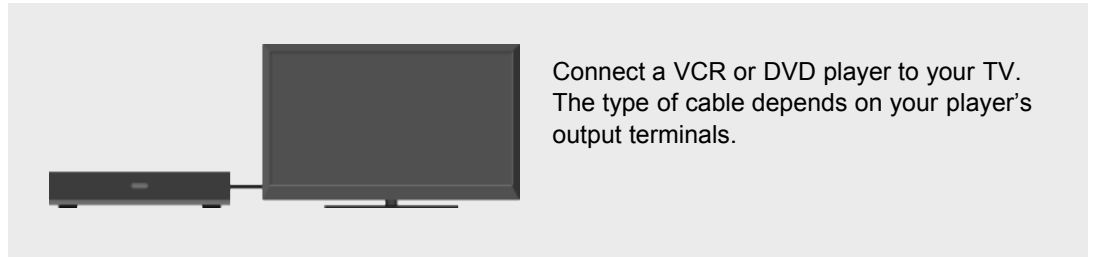 Connect a VCR or DVD player to your TV.
The type of cable depends on your player’s
output terminals.